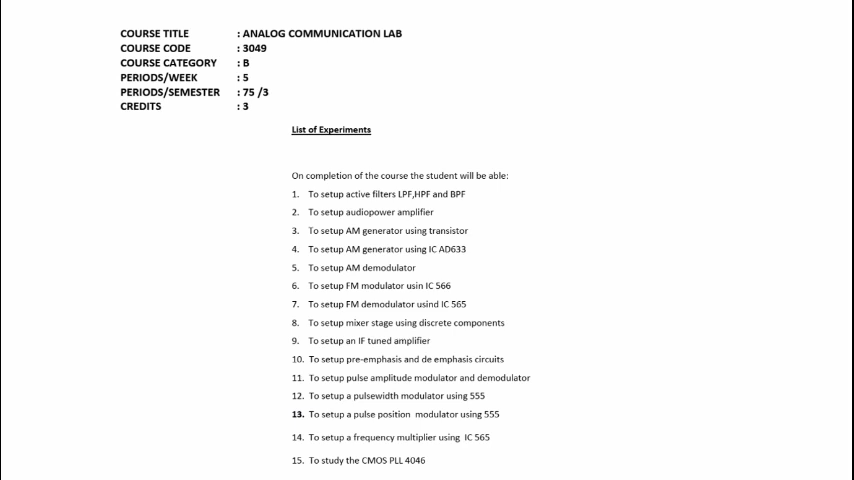 COURSE TITLE : ANALOG COMMUNICATION LAB
COURSE CODE : 3049
COURSE CATEGORY : B
PERIODS/WEEK : 5
PERIODS/SEMESTER : 75 /3
CREDITS : 3
List of Experiments
On completion of the course the student will be able:
1. To setup active filters LPF,HPF and BPF
2. To setup audiopower amplifier
3. To setup AM generator using transistor
4. To setup AM generator using IC AD633
5. To setup AM demodulator
6. To setup FM modulator usin IC 566
7. To setup FM demodulator usind IC 565
8. To setup mixer stage using discrete components
9. To setup an IF tuned amplifier
10. To setup pre-emphasis and de emphasis circuits
11. To setup pulse amplitude modulator and demodulator
12. To setup a pulsewidth modulator using 555
13. To setup a pulse position modulator using 555
14. To setup a frequency multiplier using IC 565
15. To study the CMOS PLL 4046